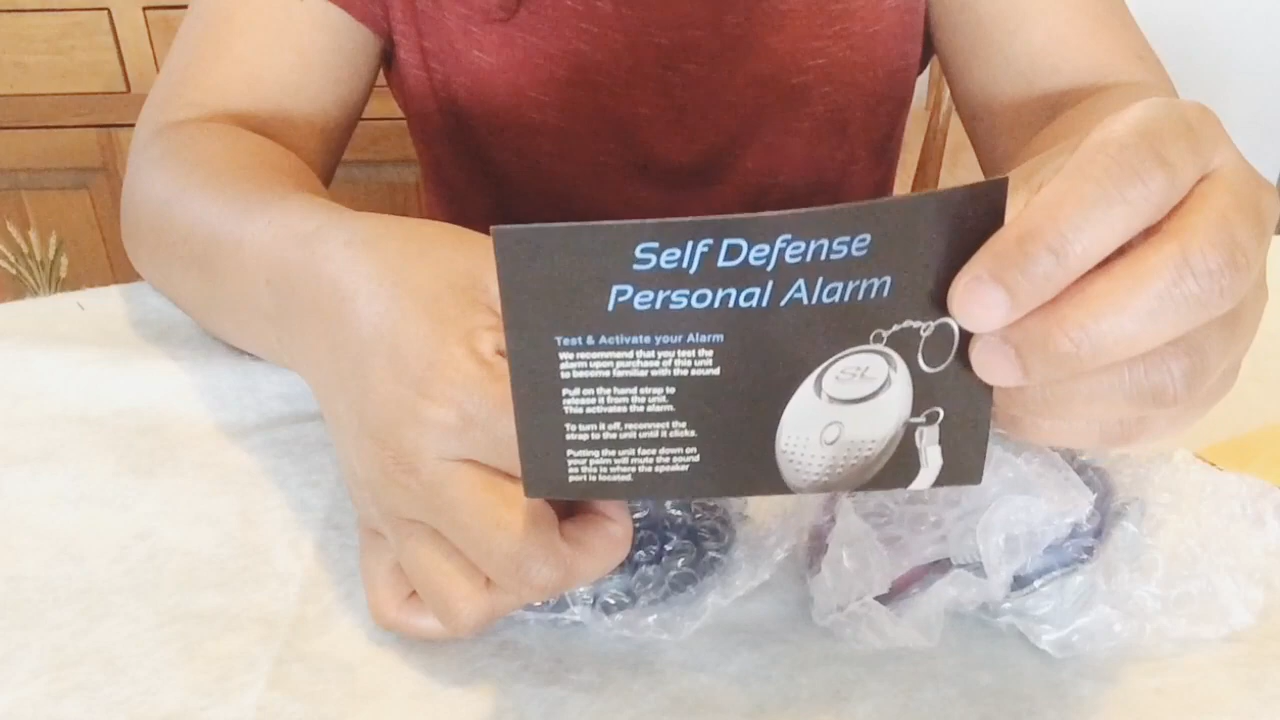 Self Defense
Personal Alarm
Test & Activate your Alarm
We recommend that you test the
alarm upon purchase of this unit
to become familiar with the sound
Pull on the hand strap to
release it from the unit.
This activates the alarm.
To turn it off, reconnect the
strap to the unit until it clicks.
Putting the unit face down on
your palm will mute the sound
as this is where the speaker
port is located.
SL